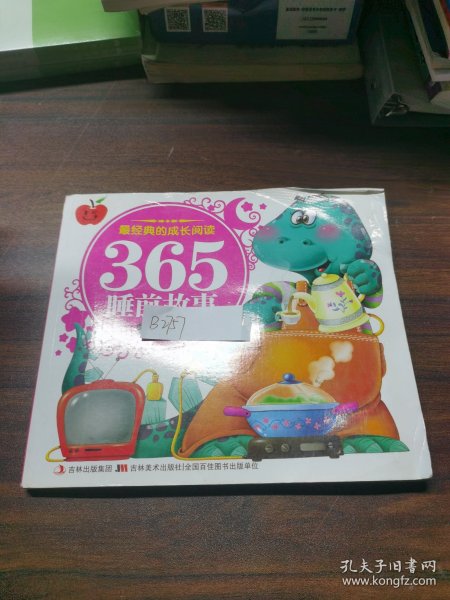 最经典的成长阅读
365
睡前故事
B2757
吉林出版集团 JM 吉林美术出版社|全国百佳图书出版单位
孔夫子旧书网
www.kongfz.com